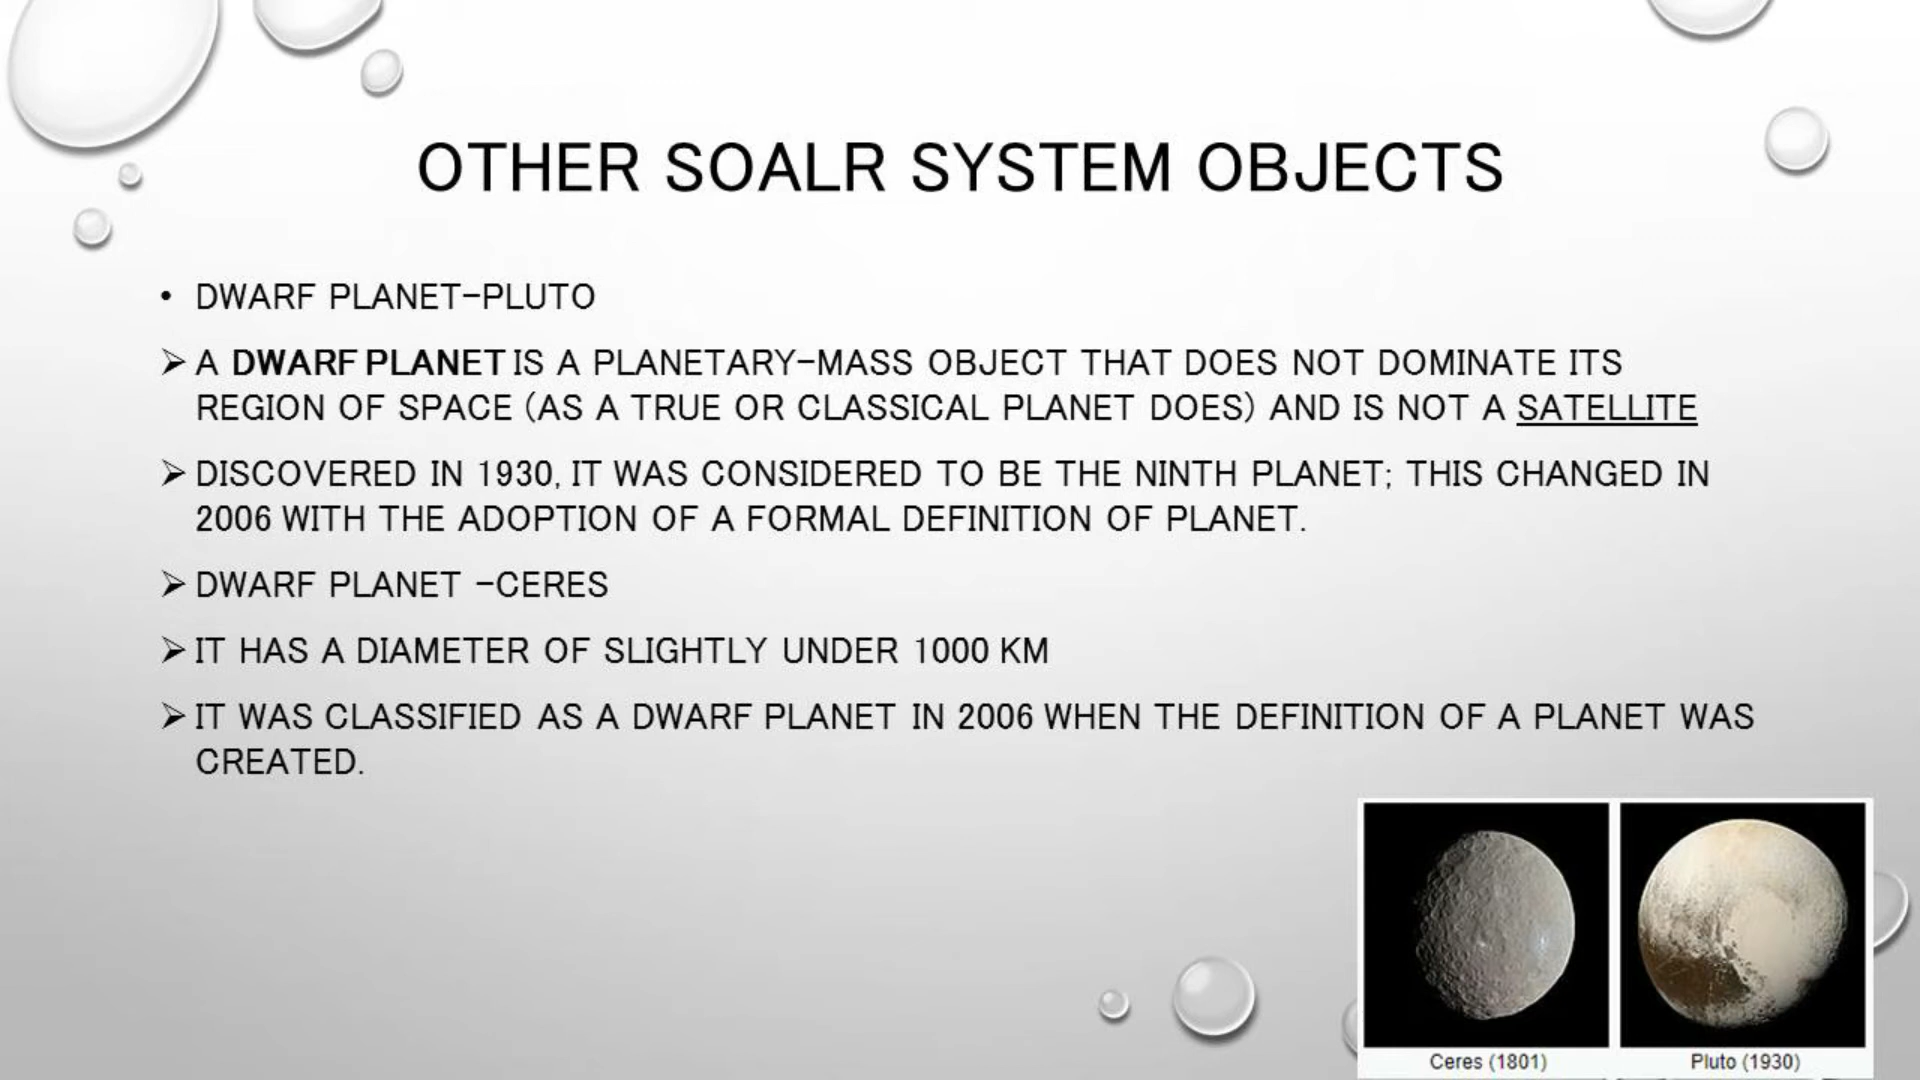 OTHER SOALR SYSTEM OBJECTS
• DWARF PLANET-PLUTO
➢ A DWARF PLANET IS A PLANETARY-MASS OBJECT THAT DOES NOT DOMINATE ITS
REGION OF SPACE (AS A TRUE OR CLASSICAL PLANET DOES) AND IS NOT A SATELLITE
➢ DISCOVERED IN 1930, IT WAS CONSIDERED TO BE THE NINTH PLANET; THIS CHANGED IN
2006 WITH THE ADOPTION OF A FORMAL DEFINITION OF PLANET.
➢ DWARF PLANET -CERES
➢ IT HAS A DIAMETER OF SLIGHTLY UNDER 1000 KM
➢ IT WAS CLASSIFIED AS A DWARF PLANET IN 2006 WHEN THE DEFINITION OF A PLANET WAS
CREATED.
Ceres (1801)
Pluto (1930)